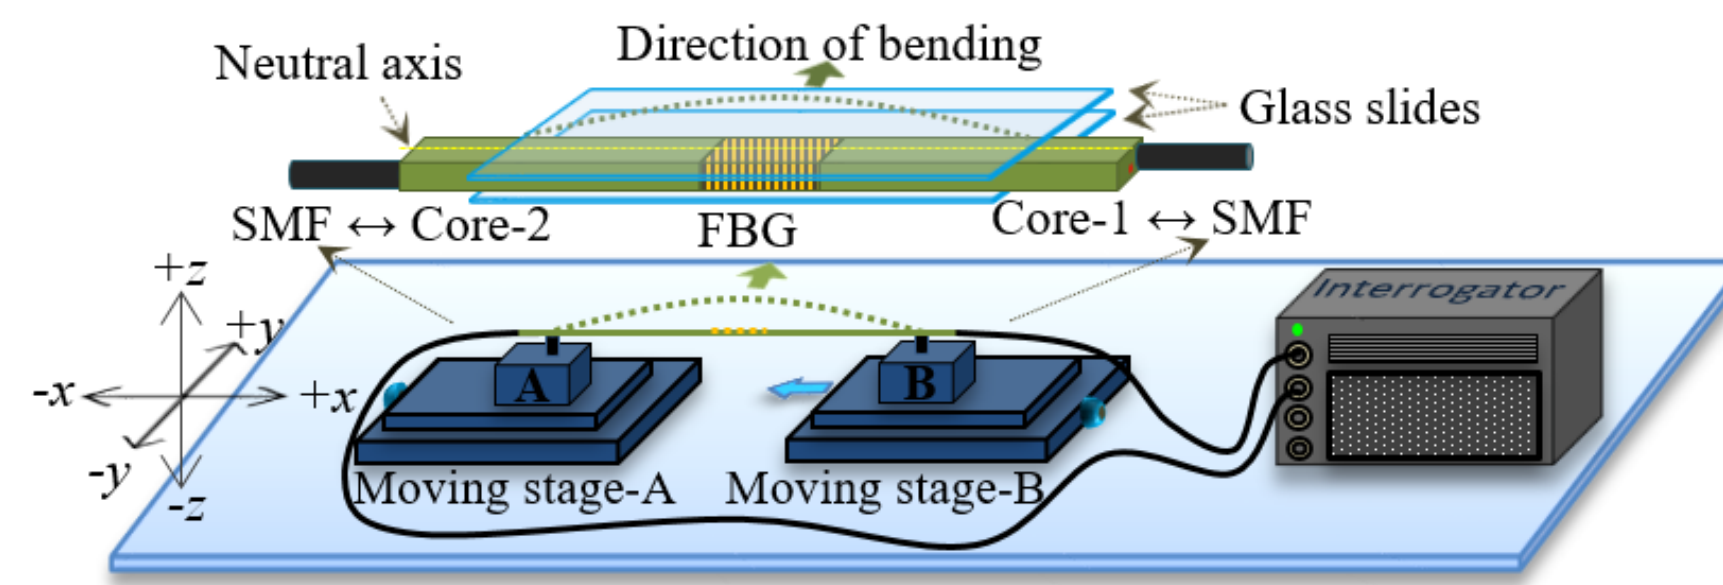 Direction of bending
Neutral axis
Glass slides
SMF ↔ Core-2
FBG
Core-1 ↔ SMF
+z
+y
-x
+x
-y
-z
Interrogator
A
B
Moving stage-A
Moving stage-B